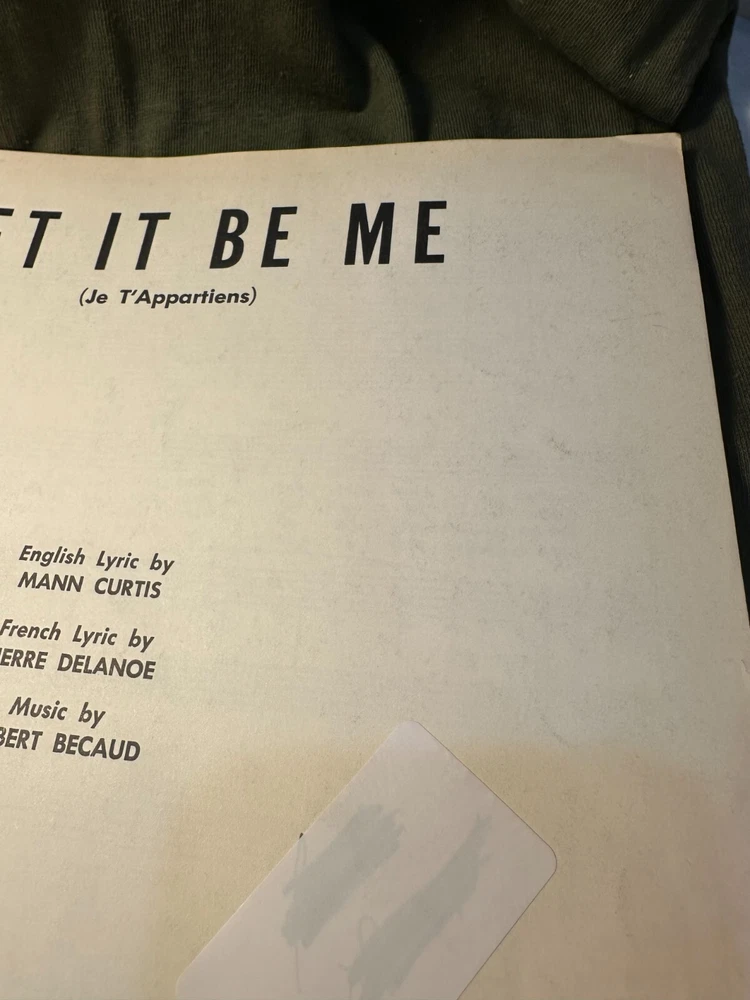 ET IT BE ME
(Je T'Appartiens)
English Lyric by
MANN CURTIS
French Lyric by
ERRE DELANOE
Music by
BERT BECAUD